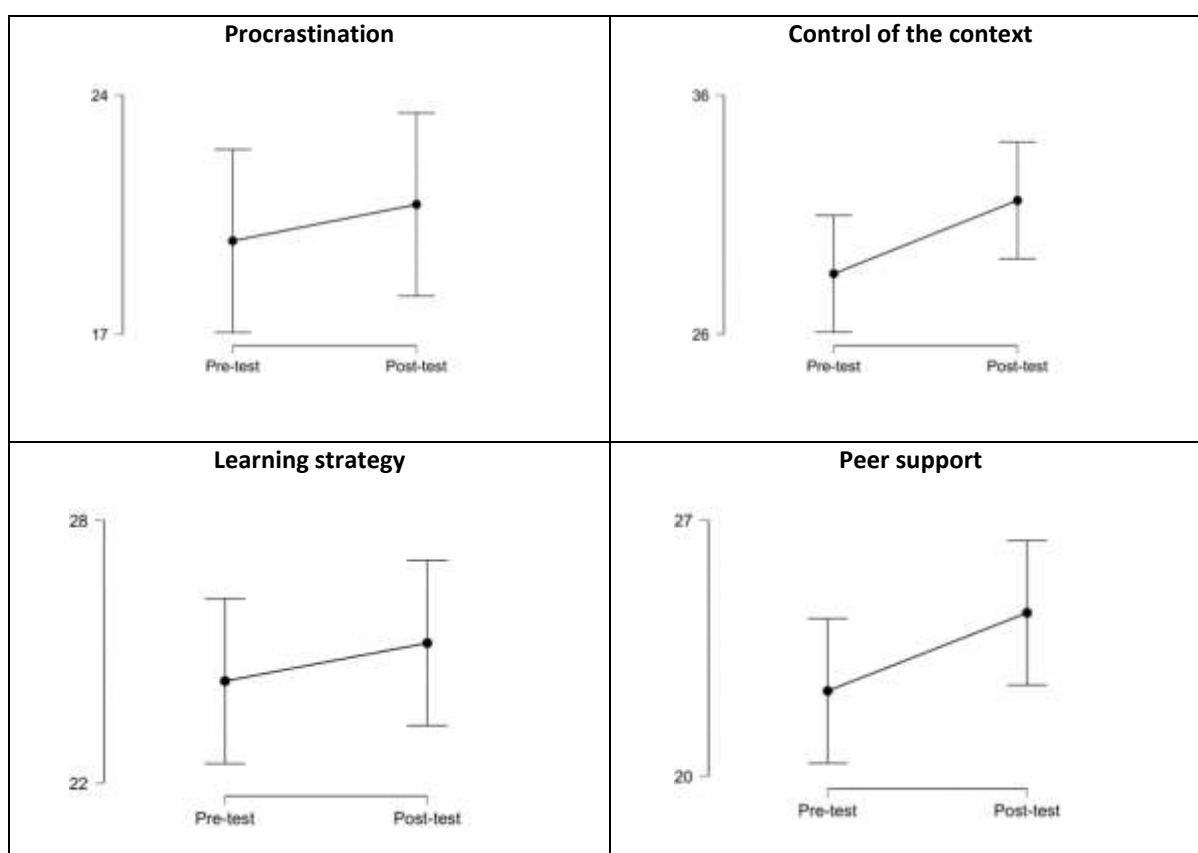 Procrastination
24
17
Pre-test Post-test
Control of the context
36
26
Pre-test Post-test
Learning strategy
28
22
Pre-test Post-test
Peer support
27
20
Pre-test Post-test